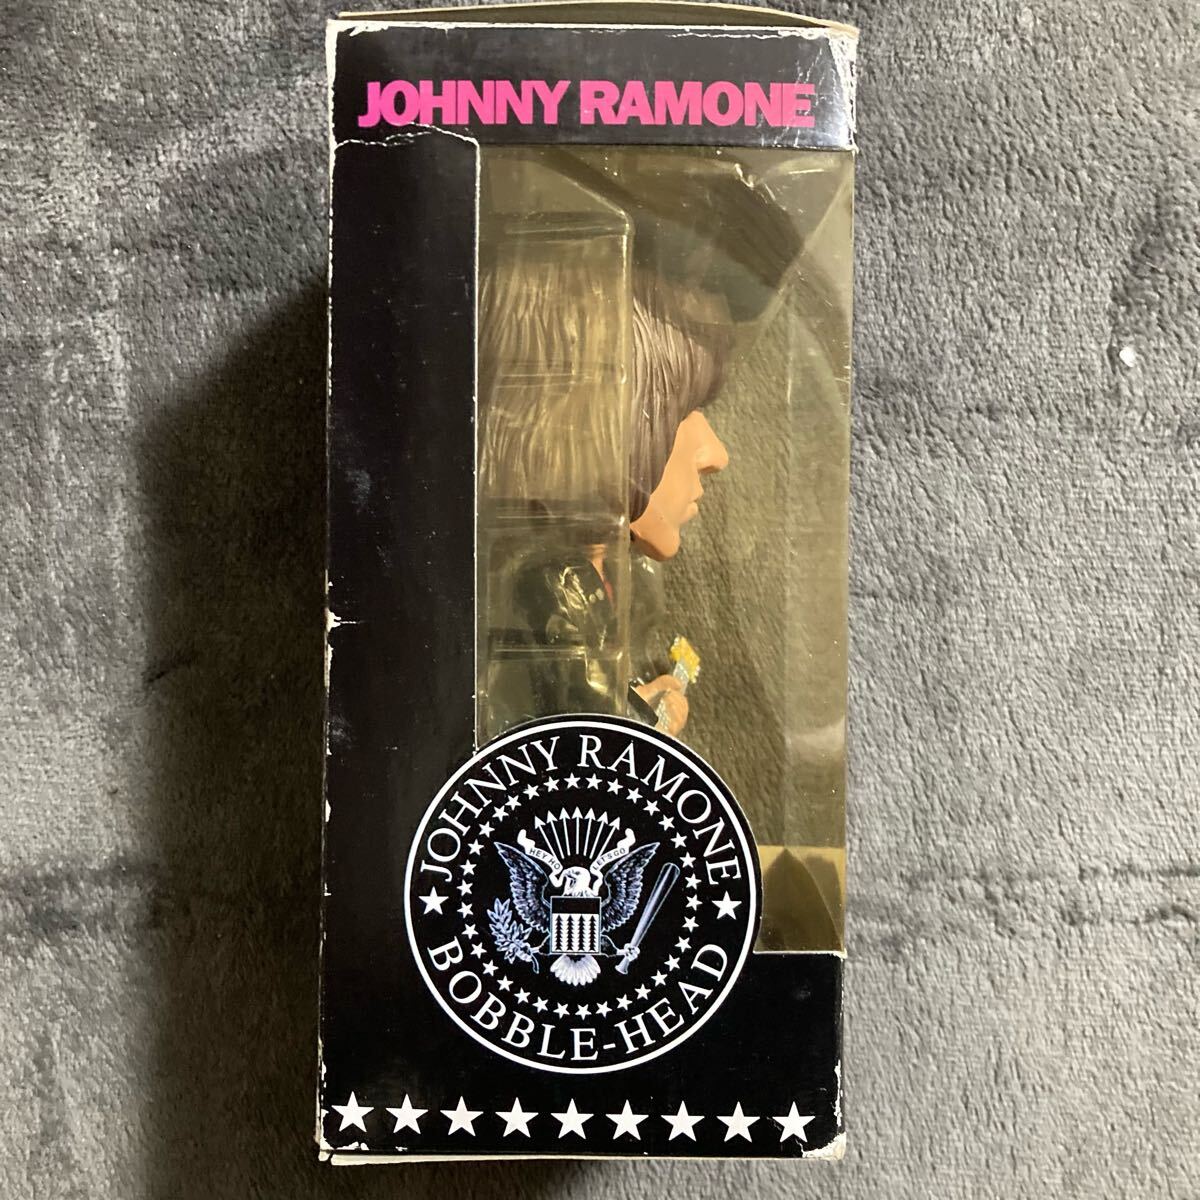 JOHNNY RAMONE
JOHNNY RAMONE
HEY HO
LET'S GO
BOBBLE-HEAD